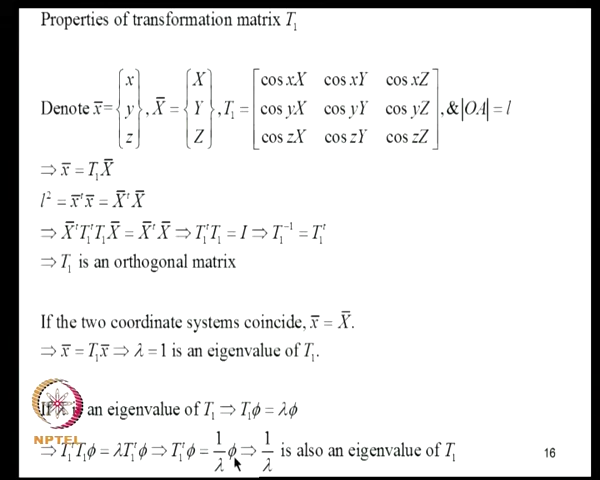 Properties of transformation matrix T₁
Denote x̄ = {x y z}, X̄ = {X Y Z}, T₁ = [cos xX cos xY cos xZ
cos yX cos yY cos yZ
cos zX cos zY cos zZ], & |OA| = l
⇒ x̄ = T₁X̄
l² = x̄ᵗx̄ = X̄ᵗX̄
⇒ X̄ᵗT₁ᵗT₁X̄ = X̄ᵗX̄ ⇒ T₁ᵗT₁ = I ⇒ T₁⁻¹ = T₁ᵗ
⇒ T₁ is an orthogonal matrix
If the two coordinate systems coincide, x̄ = X̄.
⇒ x̄ = T₁x̄ ⇒ λ = 1 is an eigenvalue of T₁.
If an eigenvalue of T₁ ⇒ T₁φ = λφ
⇒ T₁ᵗT₁φ = λT₁ᵗφ ⇒ T₁ᵗφ = 1/λ φ ⇒ 1/λ is also an eigenvalue of T₁
NPTEL
16